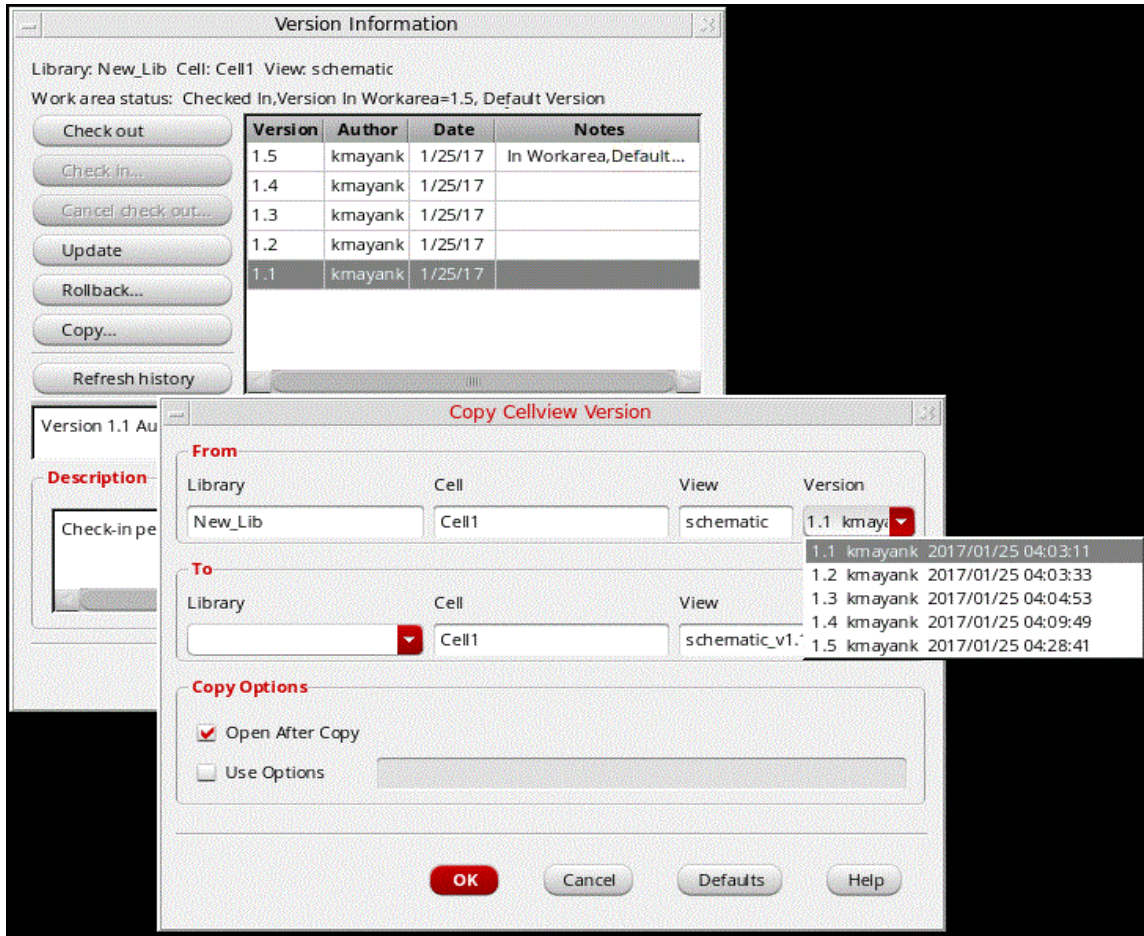 Version Information
Library: New_Lib Cell: Cell1 View: schematic
Work area status: Checked In,Version In Workarea=1.5, Default Version
Check out
Check in...
Cancel check out...
Update
Rollback...
Copy...
Refresh history
Version Author Date Notes
1.5 kmayank 1/25/17 In Workarea,Default...
1.4 kmayank 1/25/17
1.3 kmayank 1/25/17
1.2 kmayank 1/25/17
1.1 kmayank 1/25/17
Version 1.1 Au
Description
Check-in pe
Copy Cellview Version
From
Library Cell View Version
New_Lib Cell1 schematic 1.1 kmaya
1.1 kmayank 2017/01/25 04:03:11
1.2 kmayank 2017/01/25 04:03:33
1.3 kmayank 2017/01/25 04:04:53
1.4 kmayank 2017/01/25 04:09:49
1.5 kmayank 2017/01/25 04:28:41
To
Library Cell View
Cell1 schematic_v1.1
Copy Options
Open After Copy
Use Options
OK Cancel Defaults Help